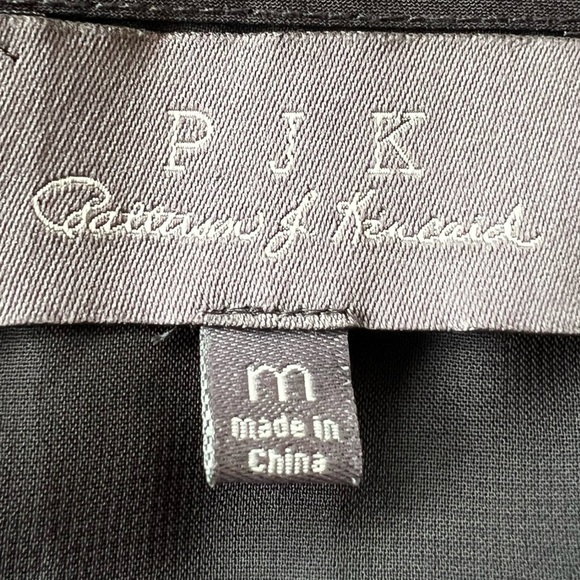 P J K
Patterson J. Kincaid
m
made in
China